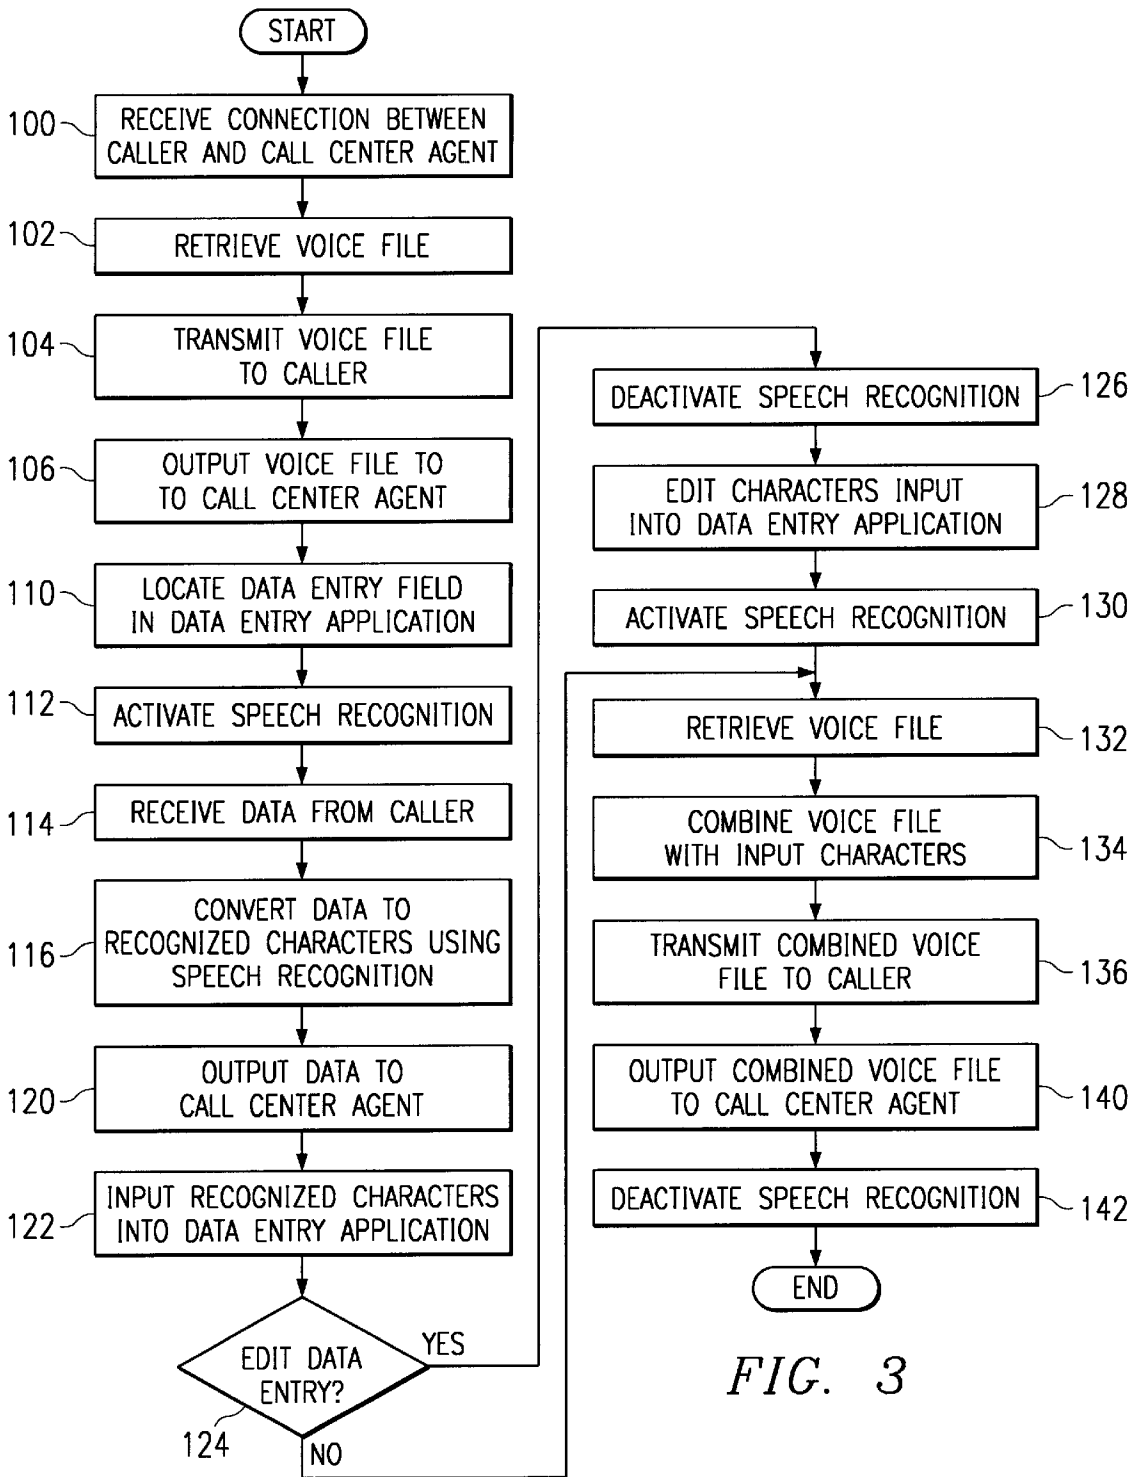 START
100
RECEIVE CONNECTION BETWEEN
CALLER AND CALL CENTER AGENT
102
RETRIEVE VOICE FILE
104
TRANSMIT VOICE FILE
TO CALLER
106
OUTPUT VOICE FILE TO
TO CALL CENTER AGENT
110
LOCATE DATA ENTRY FIELD
IN DATA ENTRY APPLICATION
112
ACTIVATE SPEECH RECOGNITION
114
RECEIVE DATA FROM CALLER
116
CONVERT DATA TO
RECOGNIZED CHARACTERS USING
SPEECH RECOGNITION
120
OUTPUT DATA TO
CALL CENTER AGENT
122
INPUT RECOGNIZED CHARACTERS
INTO DATA ENTRY APPLICATION
EDIT DATA
ENTRY?
124
YES
NO
DEACTIVATE SPEECH RECOGNITION
126
EDIT CHARACTERS INPUT
INTO DATA ENTRY APPLICATION
128
ACTIVATE SPEECH RECOGNITION
130
RETRIEVE VOICE FILE
132
COMBINE VOICE FILE
WITH INPUT CHARACTERS
134
TRANSMIT COMBINED VOICE
FILE TO CALLER
136
OUTPUT COMBINED VOICE FILE
TO CALL CENTER AGENT
140
DEACTIVATE SPEECH RECOGNITION
142
END
FIG. 3